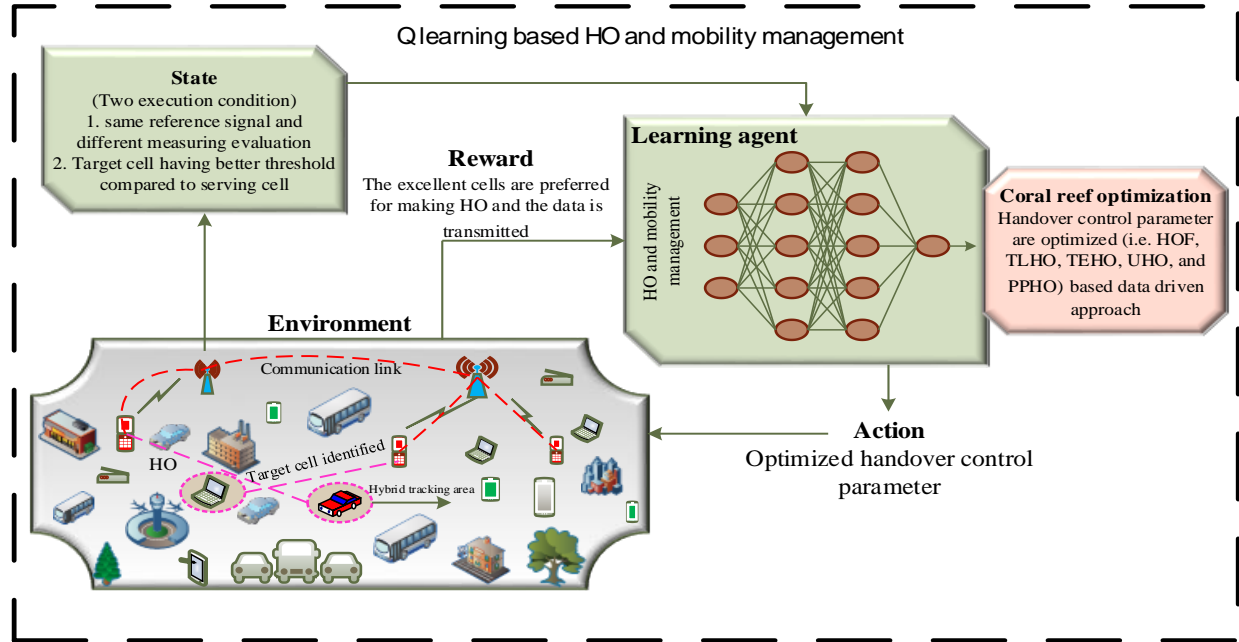 Q learning based HO and mobility management
State
(Two execution condition)
1. same reference signal and
different measuring evaluation
2. Target cell having better threshold
compared to serving cell
Reward
The excellent cells are preferred
for making HO and the data is
transmitted
Learning agent
HO and mobility
management
Coral reef optimization
Handover control parameter
are optimized (i.e. HOF,
TLHO, TEHO, UHO, and
PPHO) based data driven
approach
Environment
Communication link
HO
Target cell identified
Hybrid tracking area
Action
Optimized handover control
parameter